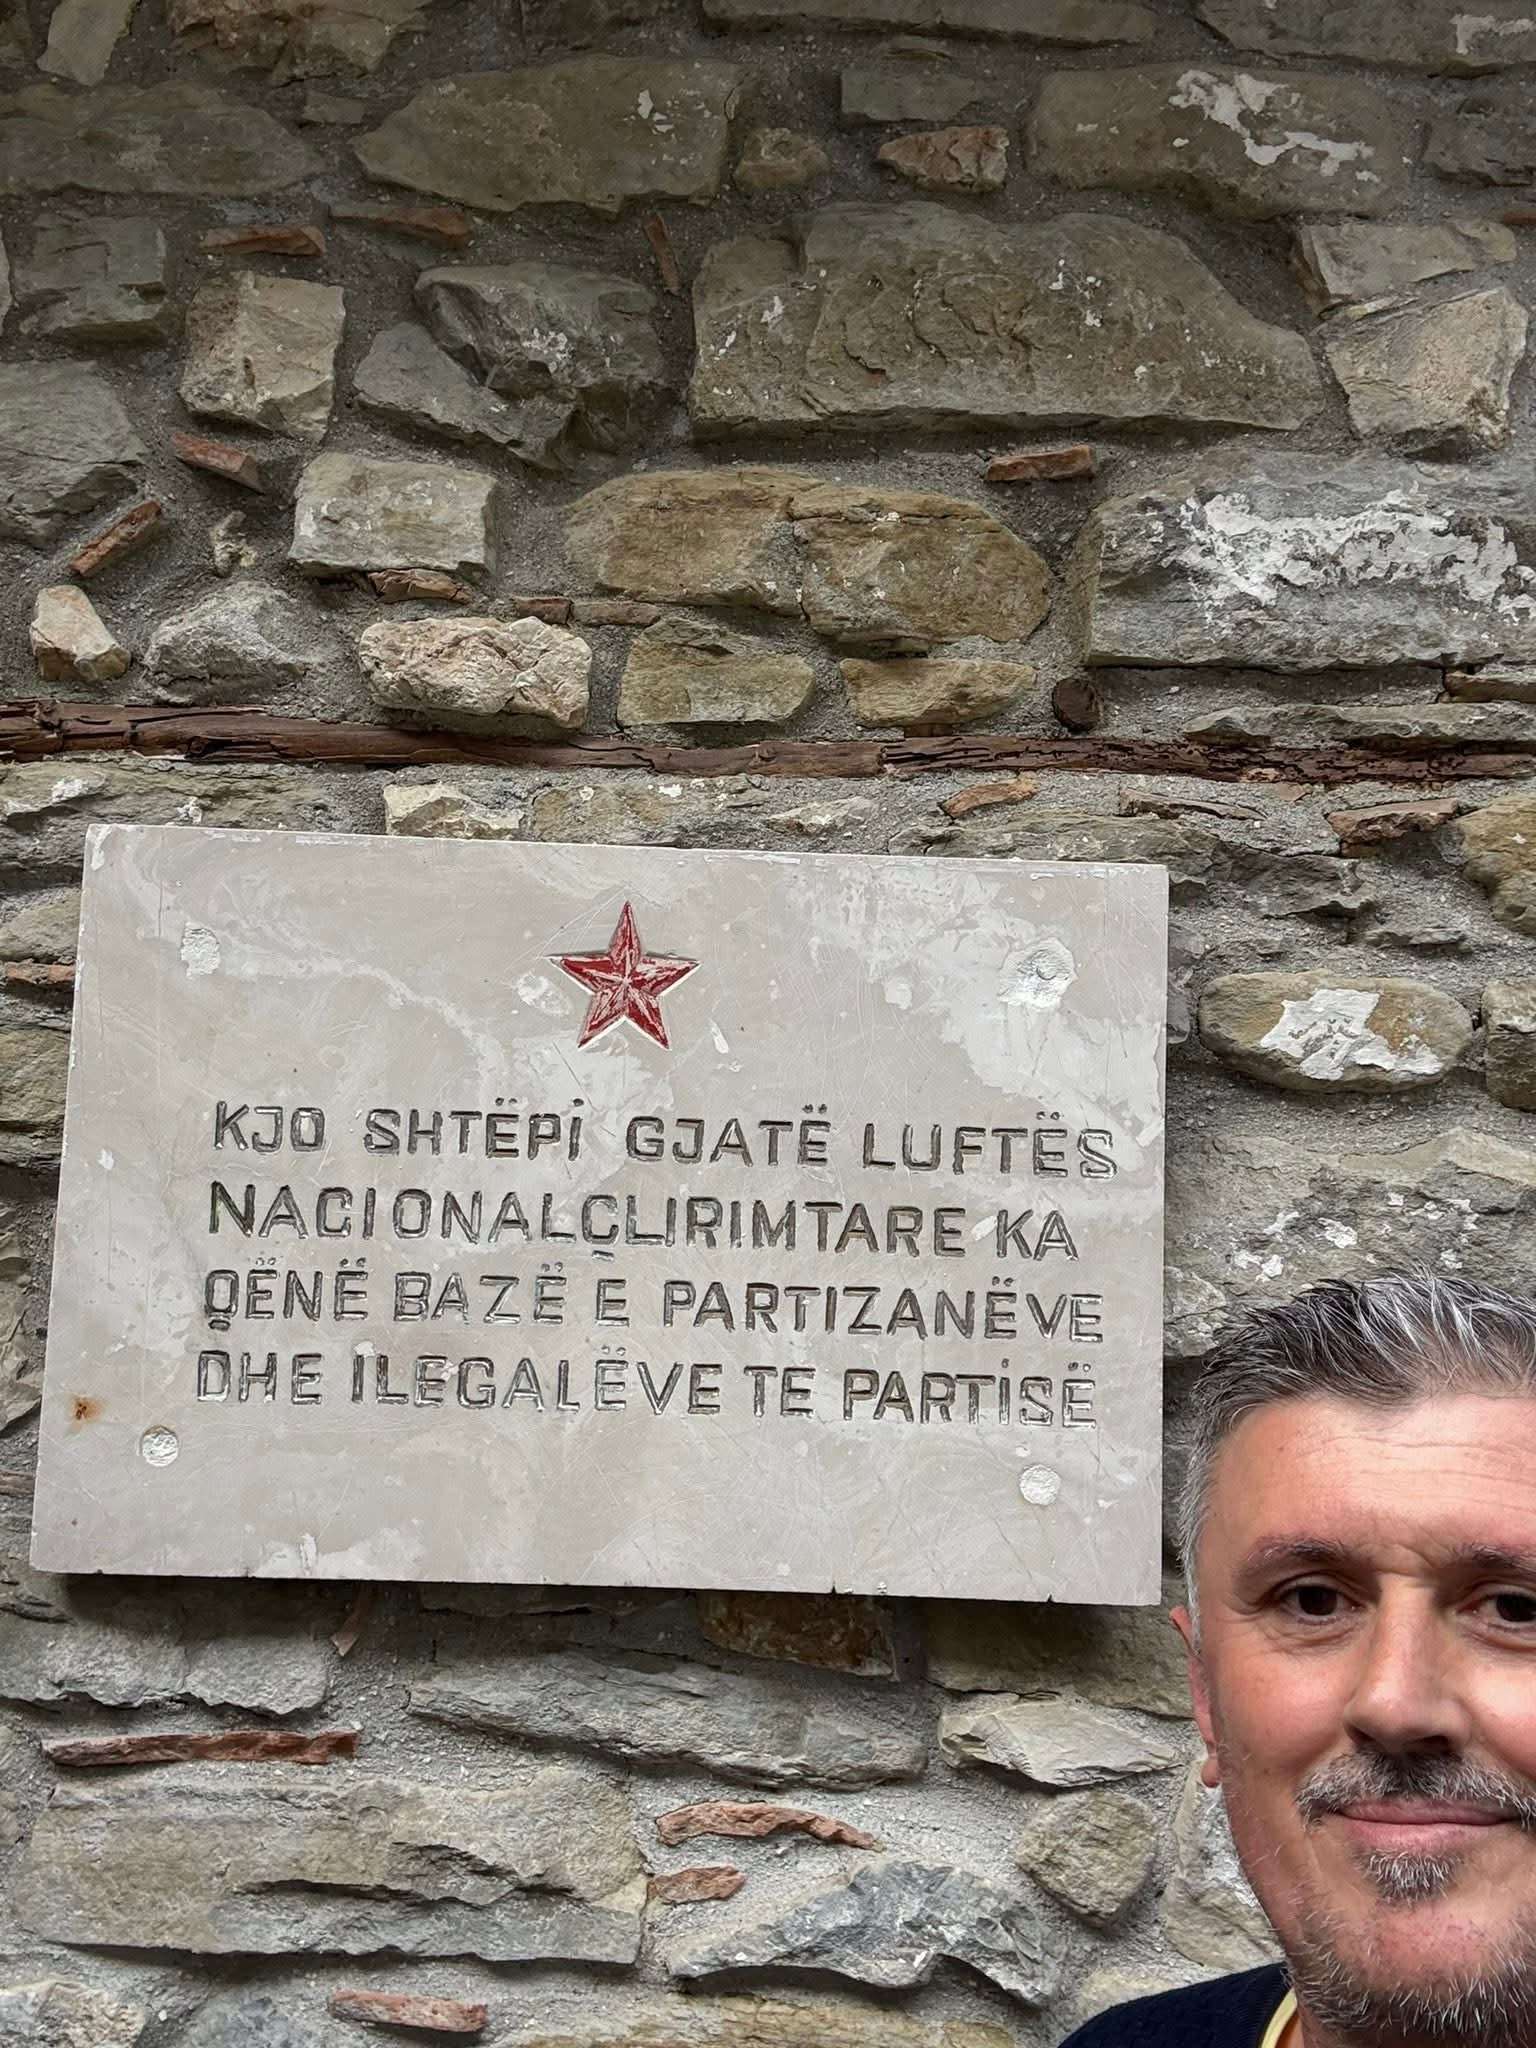 KJO SHTËPI GJATË LUFTËS
NACIONALÇLIRIMTARE KA
QËNË BAZË E PARTIZANËVE
DHE ILEGALËVE TE PARTISË